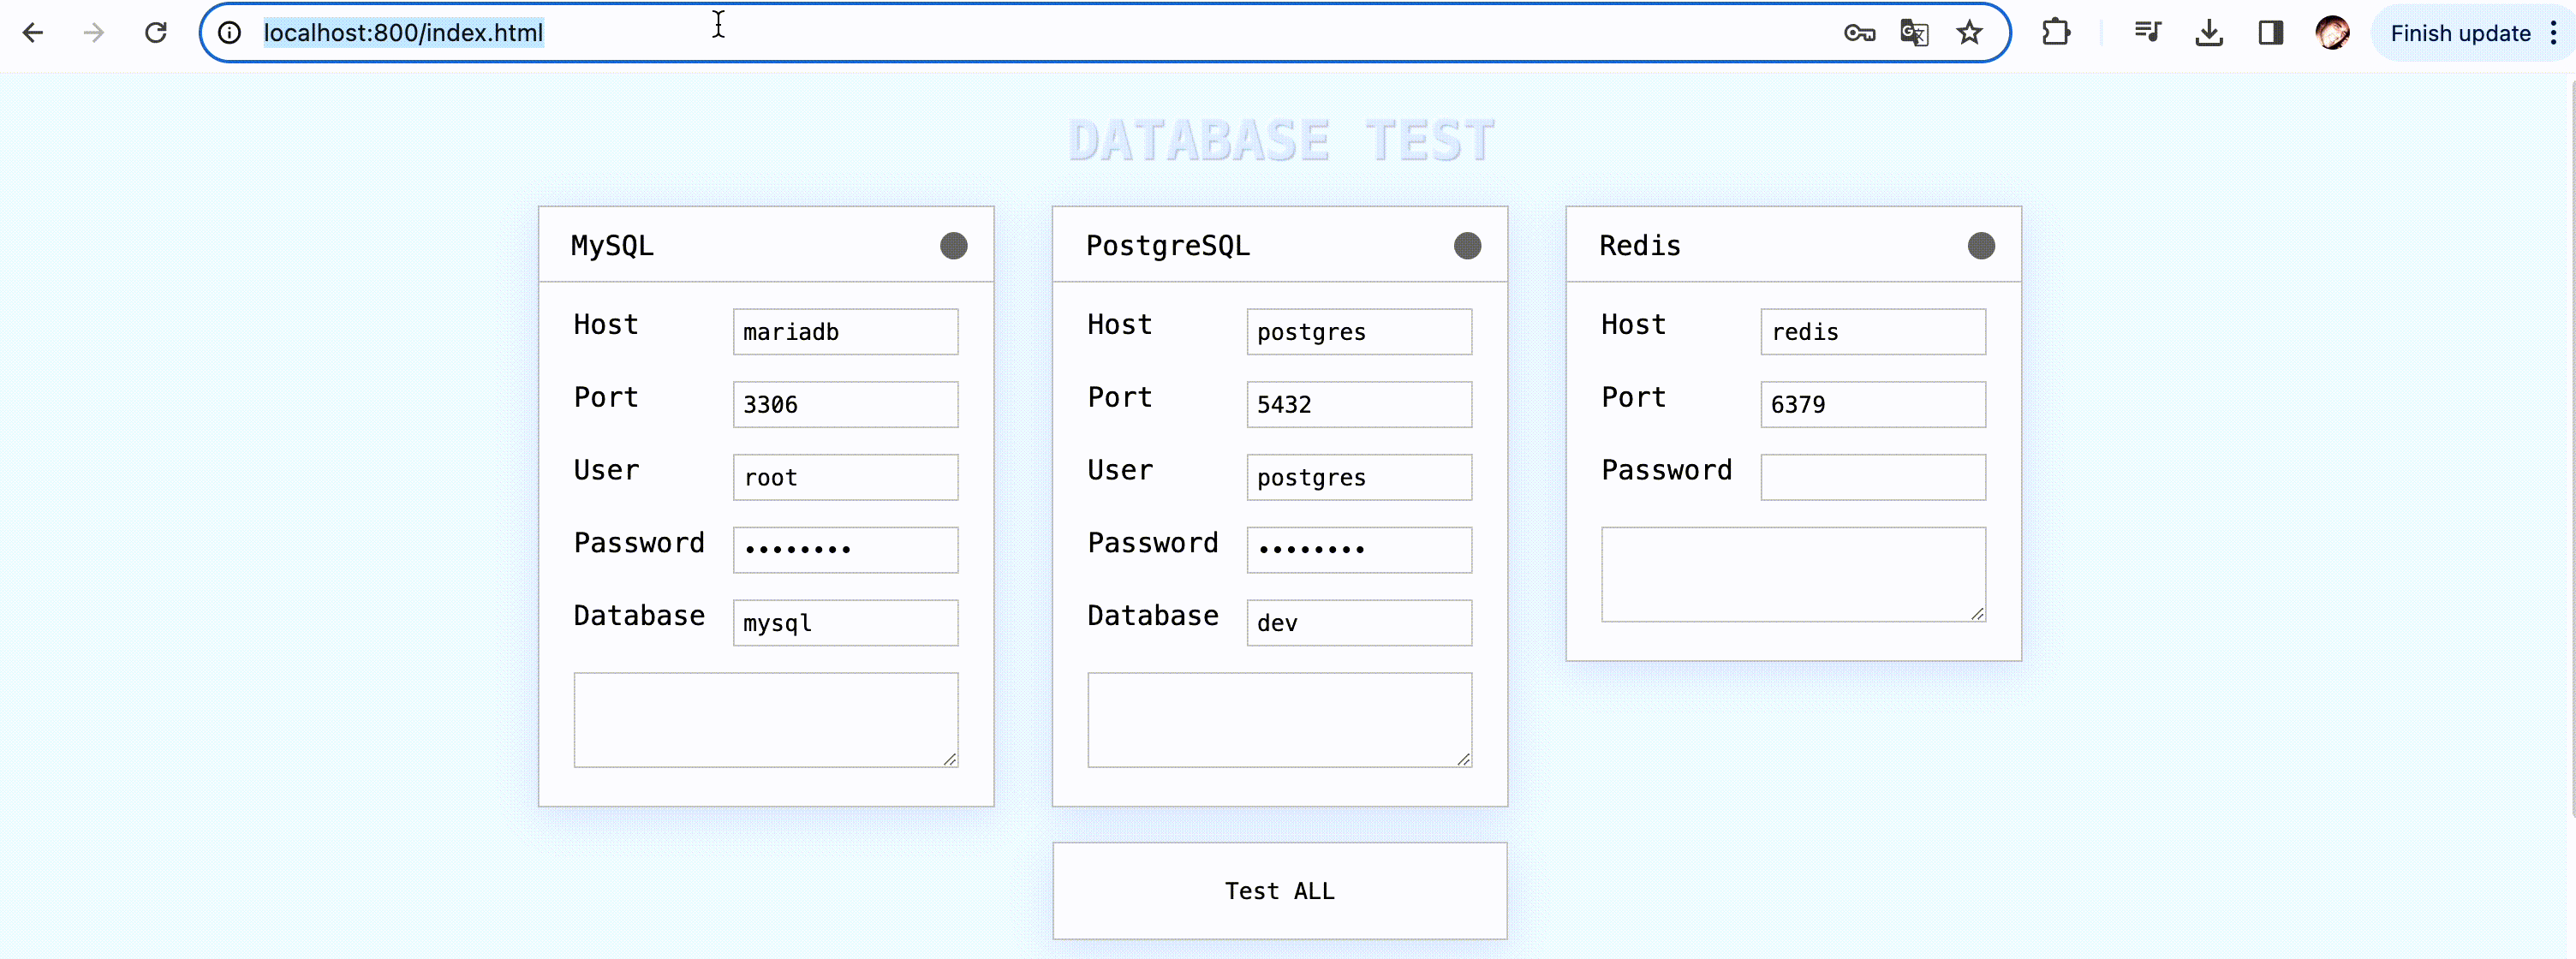 localhost:800/index.html
Finish update
DATABASE TEST
MySQL
Host
mariadb
Port
3306
User
root
Password
••••••••
Database
mysql
PostgreSQL
Host
postgres
Port
5432
User
postgres
Password
••••••••
Database
dev
Redis
Host
redis
Port
6379
Password
Test ALL